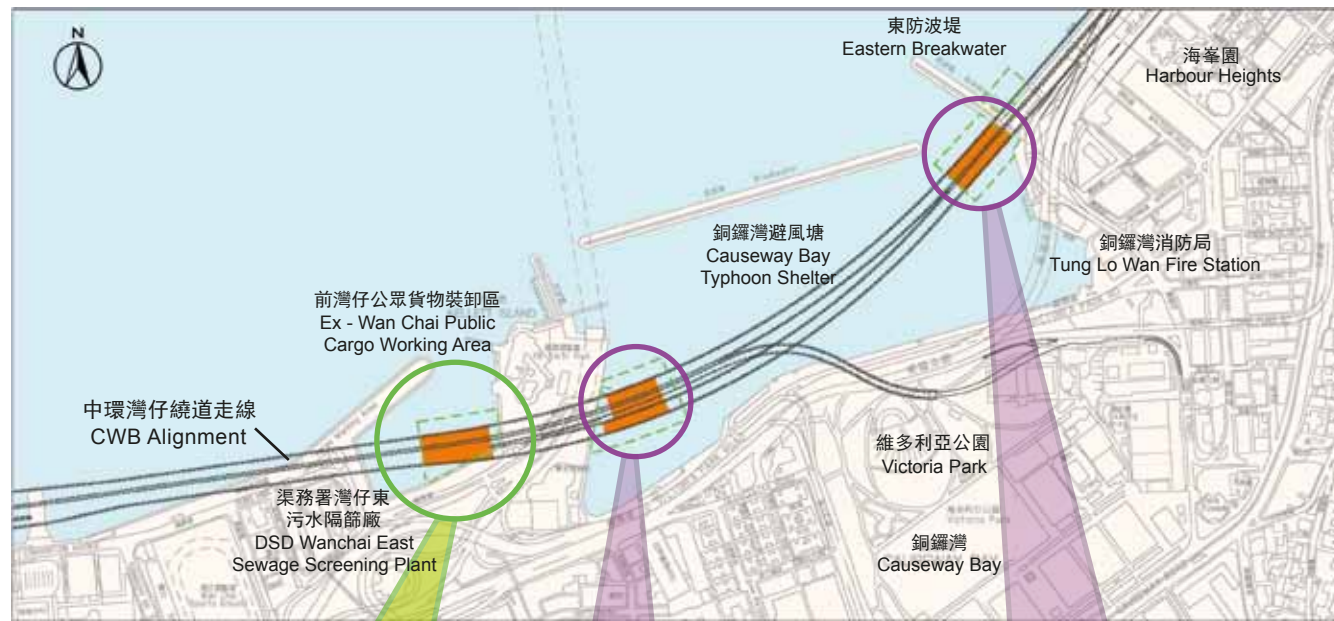 N
東防波堤
Eastern Breakwater
海峯園
Harbour Heights
銅鑼灣避風塘
Causeway Bay
Typhoon Shelter
銅鑼灣消防局
Tung Lo Wan Fire Station
前灣仔公眾貨物裝卸區
Ex - Wan Chai Public
Cargo Working Area
中環灣仔繞道走線
CWB Alignment
渠務署灣仔東
污水隔篩廠
DSD Wanchai East
Sewage Screening Plant
維多利亞公園
Victoria Park
銅鑼灣
Causeway Bay